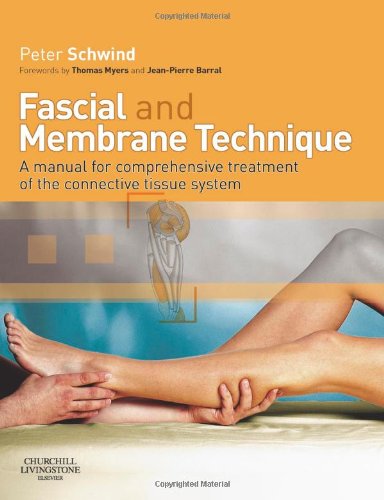 Copyrighted Material
Peter Schwind
Forewords by Thomas Myers and Jean-Pierre Barral
Fascial and
Membrane Technique
A manual for comprehensive treatment
of the connective tissue system
CHURCHILL
LIVINGSTONE
ELSEVIER
Copyrighted Material